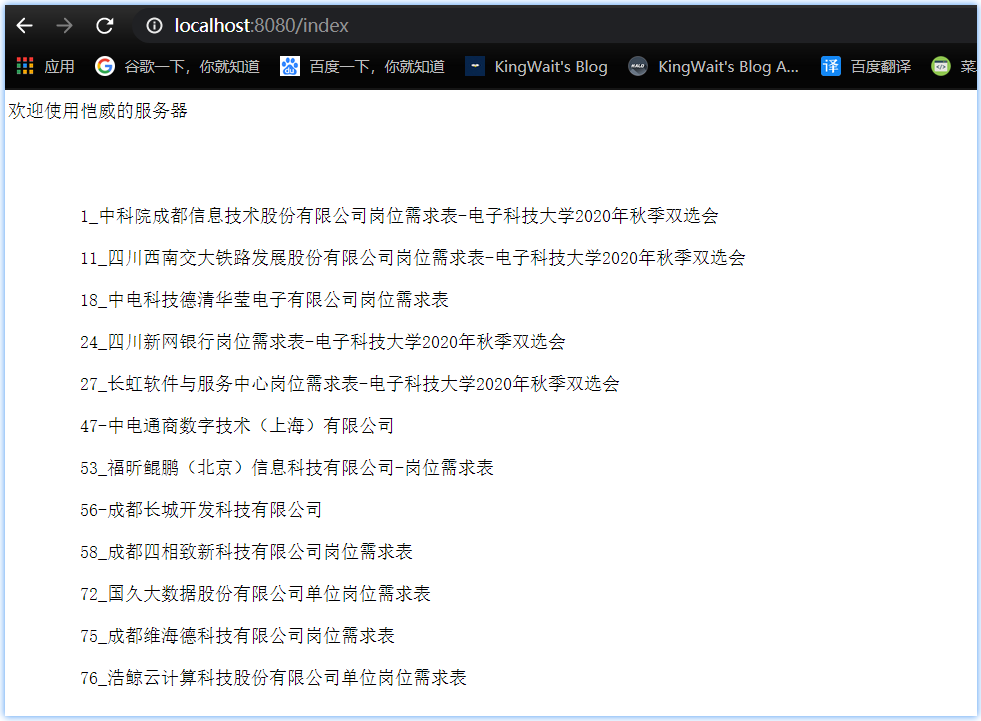 localhost:8080/index
应用 谷歌一下，你就知道 百度一下，你就知道 KingWait's Blog KingWait's Blog A... 百度翻译 菜
欢迎使用恺威的服务器
1_中科院成都信息技术股份有限公司岗位需求表-电子科技大学2020年秋季双选会
11_四川西南交大铁路发展股份有限公司岗位需求表-电子科技大学2020年秋季双选会
18_中电科技德清华莹电子有限公司岗位需求表
24_四川新网银行岗位需求表-电子科技大学2020年秋季双选会
27_长虹软件与服务中心岗位需求表-电子科技大学2020年秋季双选会
47-中电通商数字技术（上海）有限公司
53_福昕鲲鹏（北京）信息科技有限公司-岗位需求表
56-成都长城开发科技有限公司
58_成都四相致新科技有限公司岗位需求表
72_国久大数据股份有限公司单位岗位需求表
75_成都维海德科技有限公司岗位需求表
76_浩鲸云计算科技股份有限公司单位岗位需求表